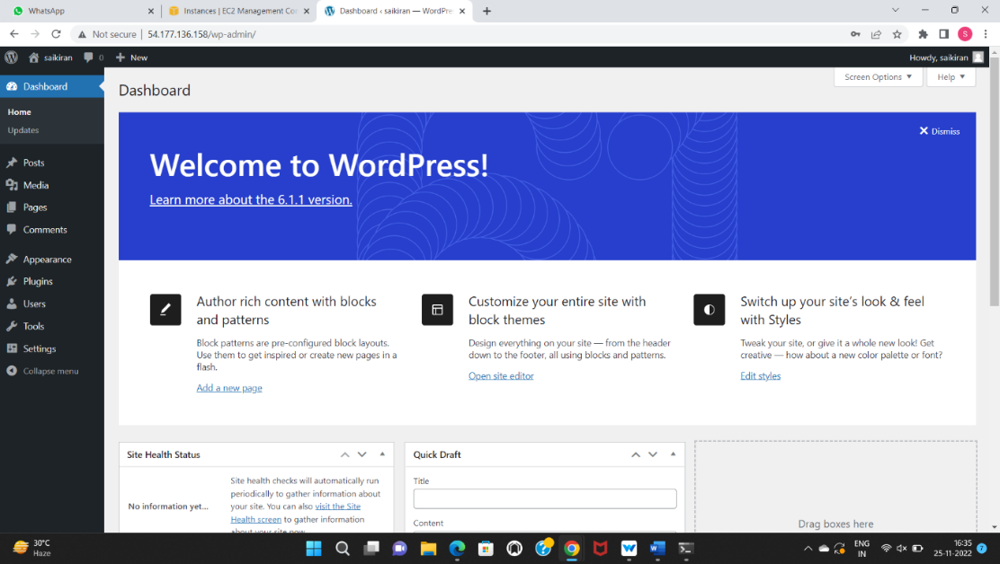 WhatsApp
Instances | EC2 Management Con
Dashboard ‹ saikiran — WordPre
Not secure | 54.177.136.158/wp-admin/
S
saikiran
0
New
Howdy, saikiran
Dashboard
Home
Updates
Posts
Media
Pages
Comments
Appearance
Plugins
Users
Tools
Settings
Collapse menu
Screen Options
Help
Dashboard
Dismiss
Welcome to WordPress!
Learn more about the 6.1.1 version.
Author rich content with blocks
and patterns
Block patterns are pre-configured block layouts.
Use them to get inspired or create new pages in a
flash.
Add a new page
Customize your entire site with
block themes
Design everything on your site — from the header
down to the footer, all using blocks and patterns.
Open site editor
Switch up your site’s look & feel
with Styles
Tweak your site, or give it a whole new look! Get
creative — how about a new color palette or font?
Edit styles
Site Health Status
No information yet...
Site health checks will automatically run
periodically to gather information about
your site. You can also visit the Site
Health screen to gather information
about your site now.
Quick Draft
Title
Content
Drag boxes here
30°C
Haze
ENG
IN
16:35
25-11-2022
7